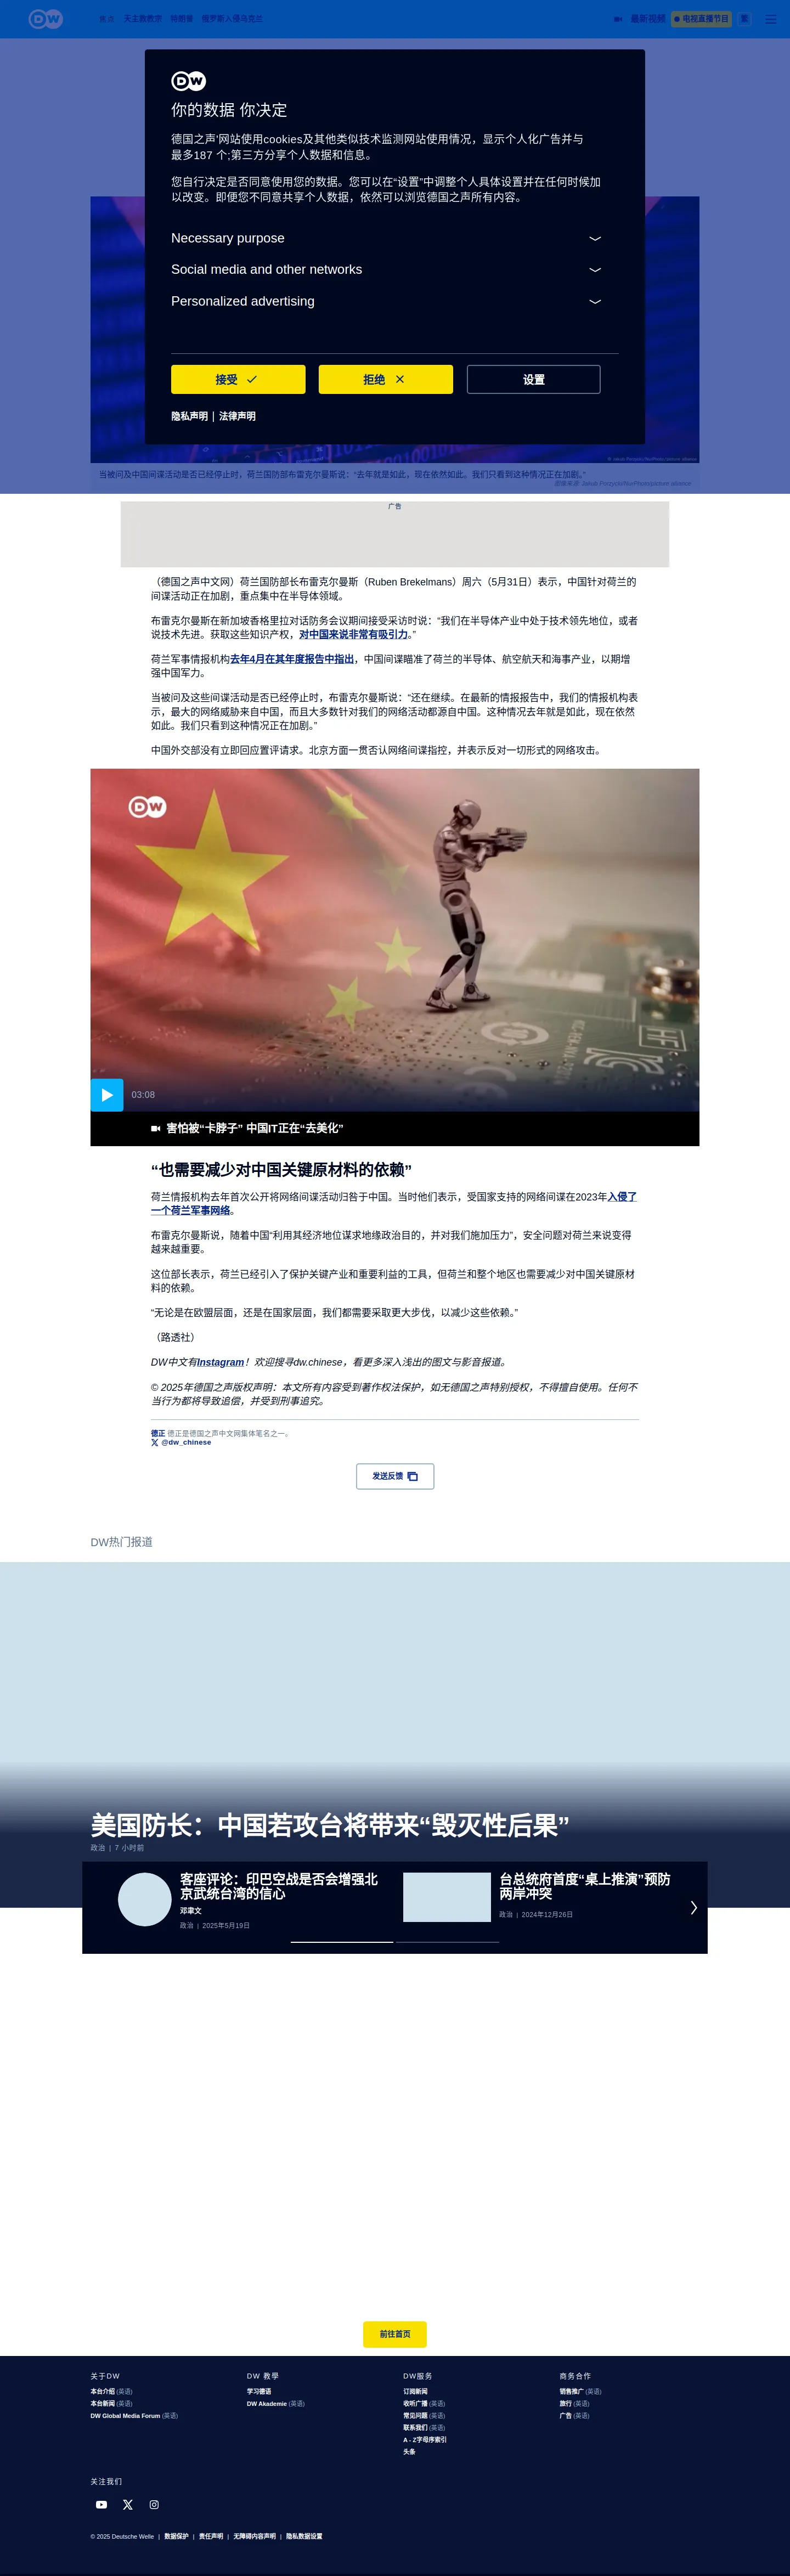 DW
焦点 天主教教宗 特朗普 俄罗斯入侵乌克兰
最新视频 电视直播节目 繁
DW
你的数据 你决定
德国之声'网站使用cookies及其他类似技术监测网站使用情况，显示个人化广告并与
最多187 个;第三方分享个人数据和信息。
您自行决定是否同意使用您的数据。您可以在“设置”中调整个人具体设置并在任何时候加
以改变。即便您不同意共享个人数据，依然可以浏览德国之声所有内容。
Necessary purpose
Social media and other networks
Personalized advertising
接受
拒绝
设置
隐私声明 | 法律声明
当被问及中国间谍活动是否已经停止时，荷兰国防部布雷克尔曼斯说：“去年就是如此，现在依然如此。我们只看到这种情况正在加剧。”
图像来源: Jakub Porzycki/NurPhoto/picture alliance
广告
（德国之声中文网）荷兰国防部长布雷克尔曼斯（Ruben Brekelmans）周六（5月31日）表示，中国针对荷兰的
间谍活动正在加剧，重点集中在半导体领域。
布雷克尔曼斯在新加坡香格里拉对话防务会议期间接受采访时说：“我们在半导体产业中处于技术领先地位，或者
说技术先进。获取这些知识产权，对中国来说非常有吸引力。”
荷兰军事情报机构去年4月在其年度报告中指出，中国间谍瞄准了荷兰的半导体、航空航天和海事产业，以期增
强中国军力。
当被问及这些间谍活动是否已经停止时，布雷克尔曼斯说：“还在继续。在最新的情报报告中，我们的情报机构表
示，最大的网络威胁来自中国，而且大多数针对我们的网络活动都源自中国。这种情况去年就是如此，现在依然
如此。我们只看到这种情况正在加剧。”
中国外交部没有立即回应置评请求。北京方面一贯否认网络间谍指控，并表示反对一切形式的网络攻击。
DW
03:08
害怕被“卡脖子” 中国IT正在“去美化”
“也需要减少对中国关键原材料的依赖”
荷兰情报机构去年首次公开将网络间谍活动归咎于中国。当时他们表示，受国家支持的网络间谍在2023年入侵了
一个荷兰军事网络。
布雷克尔曼斯说，随着中国“利用其经济地位谋求地缘政治目的，并对我们施加压力”，安全问题对荷兰来说变得
越来越重要。
这位部长表示，荷兰已经引入了保护关键产业和重要利益的工具，但荷兰和整个地区也需要减少对中国关键原材
料的依赖。
“无论是在欧盟层面，还是在国家层面，我们都需要采取更大步伐，以减少这些依赖。”
（路透社）
DW中文有Instagram！欢迎搜寻dw.chinese，看更多深入浅出的图文与影音报道。
© 2025年德国之声版权声明：本文所有内容受到著作权法保护，如无德国之声特别授权，不得擅自使用。任何不
当行为都将导致追偿，并受到刑事追究。
德正 德正是德国之声中文网集体笔名之一。
@dw_chinese
发送反馈
DW热门报道
美国防长：中国若攻台将带来“毁灭性后果”
政治 | 7 小时前
客座评论：印巴空战是否会增强北
京武统台湾的信心
邓聿文
政治 | 2025年5月19日
台总统府首度“桌上推演”预防
两岸冲突
政治 | 2024年12月26日
前往首页
关于DW
本台介绍 (英语)
本台新闻 (英语)
DW Global Media Forum (英语)
DW 教學
学习德语
DW Akademie (英语)
DW服务
订阅新闻
收听广播 (英语)
常见问题 (英语)
联系我们 (英语)
A - Z字母序索引
头条
商务合作
销售推广 (英语)
旅行 (英语)
广告 (英语)
关注我们
© 2025 Deutsche Welle | 数据保护 | 责任声明 | 无障碍内容声明 | 隐私数据设置